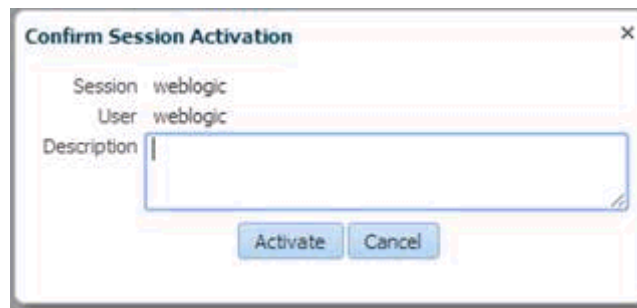 Confirm Session Activation
Session weblogic
User weblogic
Description
Activate Cancel